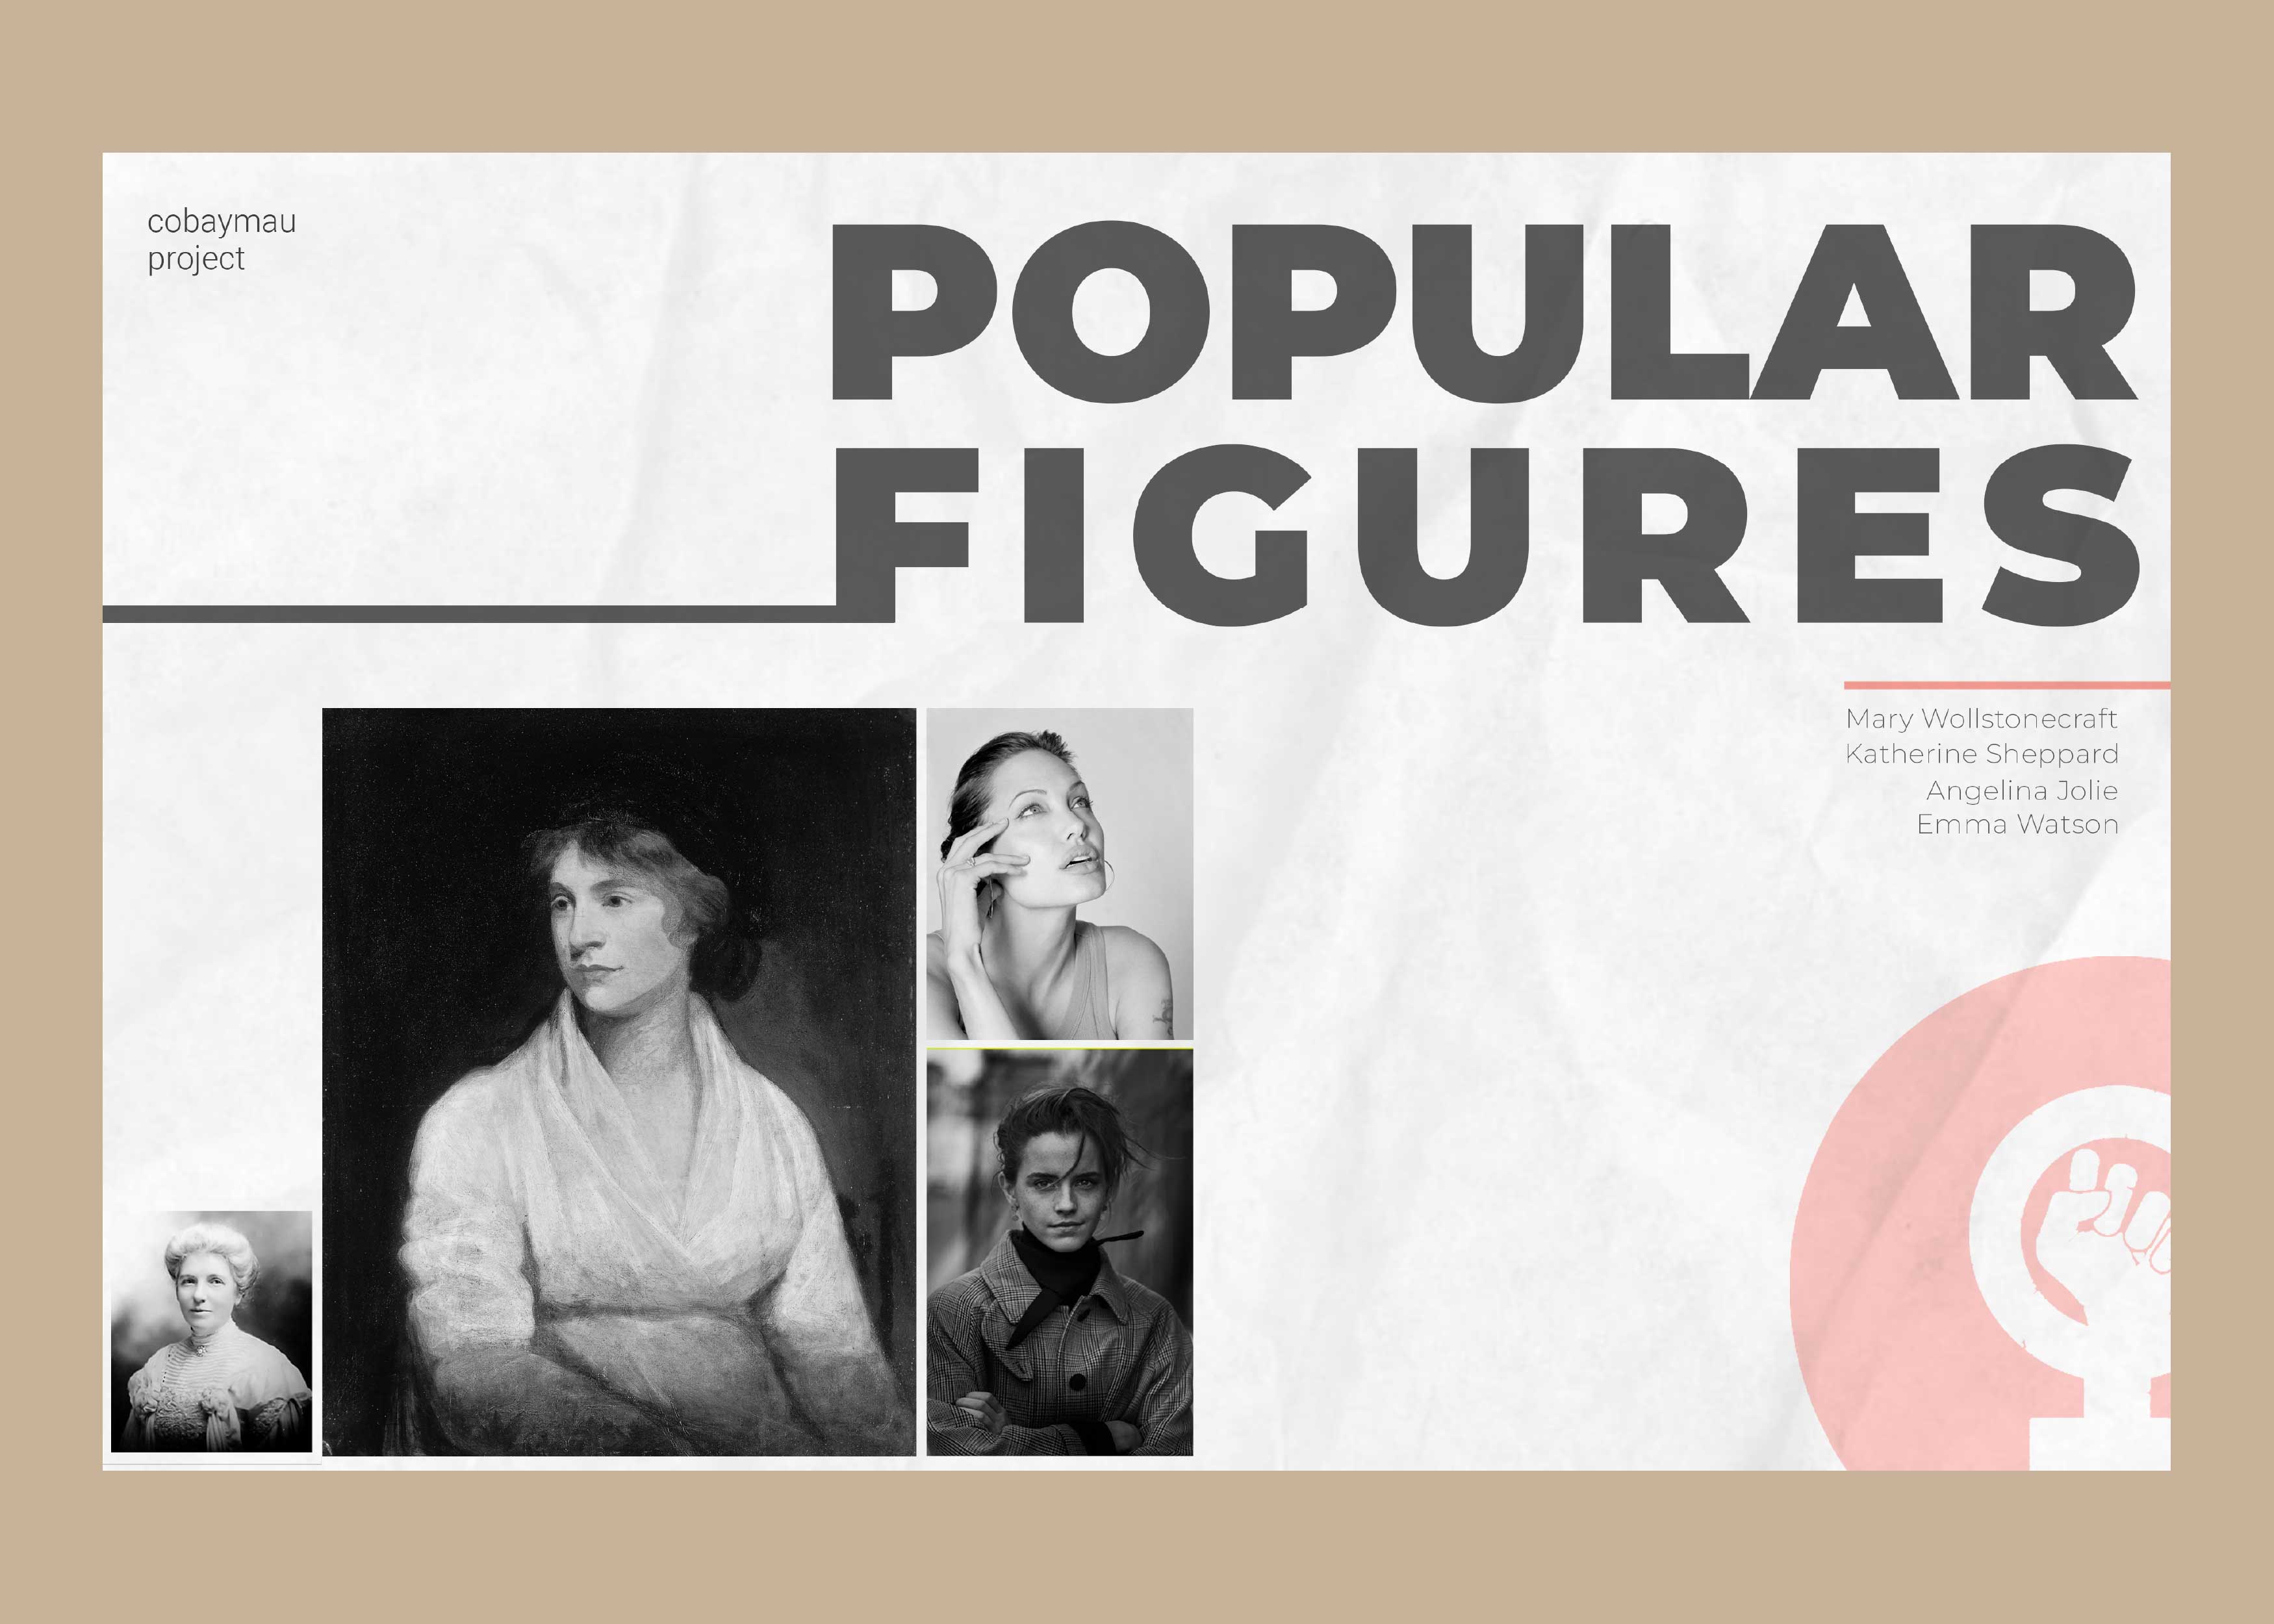 cobaymau
project
POPULAR
FIGURES
Mary Wollstonecraft
Katherine Sheppard
Angelina Jolie
Emma Watson